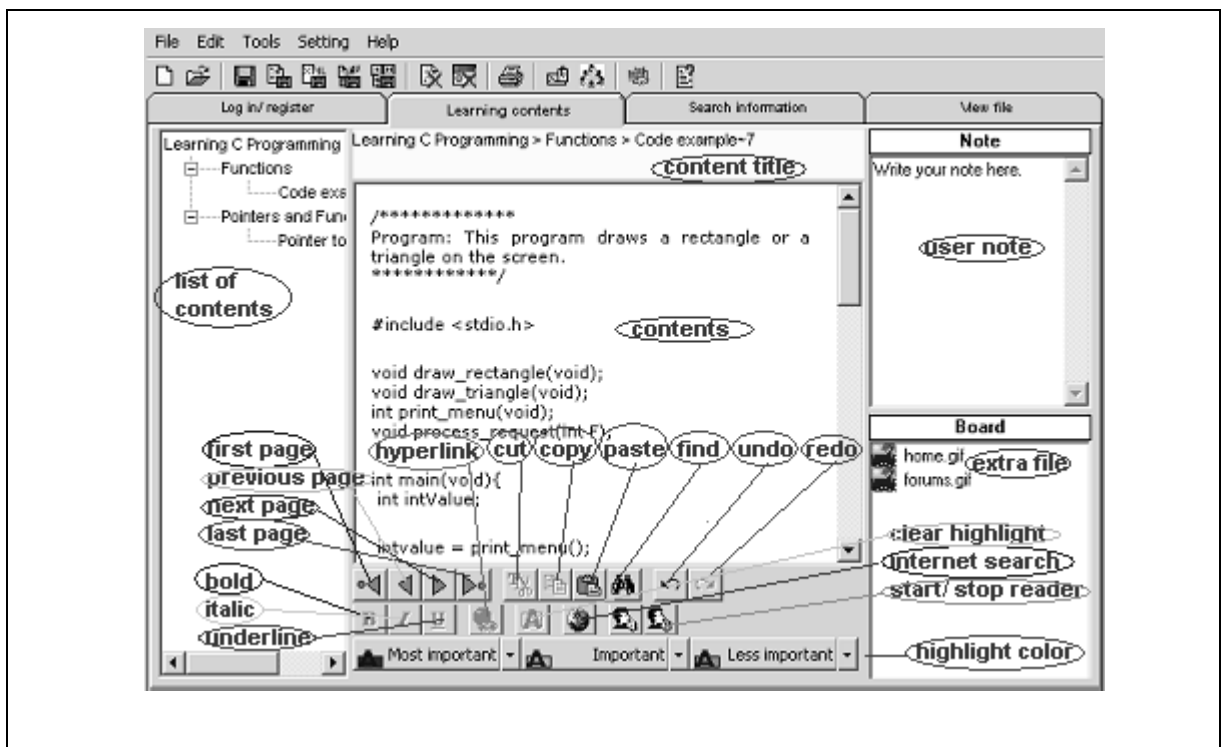 File Edit Tools Setting Help
Log in/ register
Learning contents
Search information
View file
Learning C Programming
Functions
Code exa
Pointers and Fun
Pointer to
list of
contents
Learning C Programming > Functions > Code example-7
content title
/*************
Program: This program draws a rectangle or a
triangle on the screen.
************/
#include <stdio.h>
contents
void draw_rectangle(void);
void draw_triangle(void);
int print_menu(void);
void process_request(int F);
int main(void){
int intValue;
intvalue = print_menu();
Note
Write your note here.
user note
Board
home.gif
forums.gif
extra file
first page
previous page
next page
last page
hyperlink
cut
copy
paste
find
undo
redo
clear highlight
internet search
start/ stop reader
bold
italic
underline
B I U
Most important
Important
Less important
highlight color